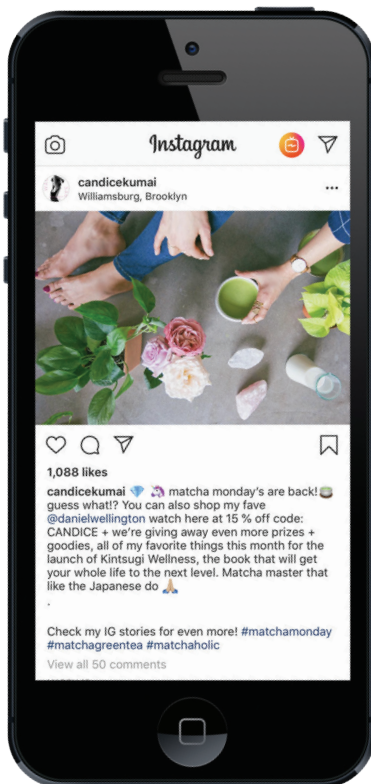 Instagram
candicekumai
Williamsburg, Brooklyn
1,088 likes
candicekumai 💎 🦄 matcha monday's are back!🍵
guess what!? You can also shop my fave
@danielwellington watch here at 15 % off code:
CANDICE + we're giving away even more prizes +
goodies, all of my favorite things this month for the
launch of Kintsugi Wellness, the book that will get
your whole life to the next level. Matcha master that
like the Japanese do 🙏🏼
.
Check my IG stories for even more! #matchamonday
#matchagreentea #matchaholic
View all 50 comments